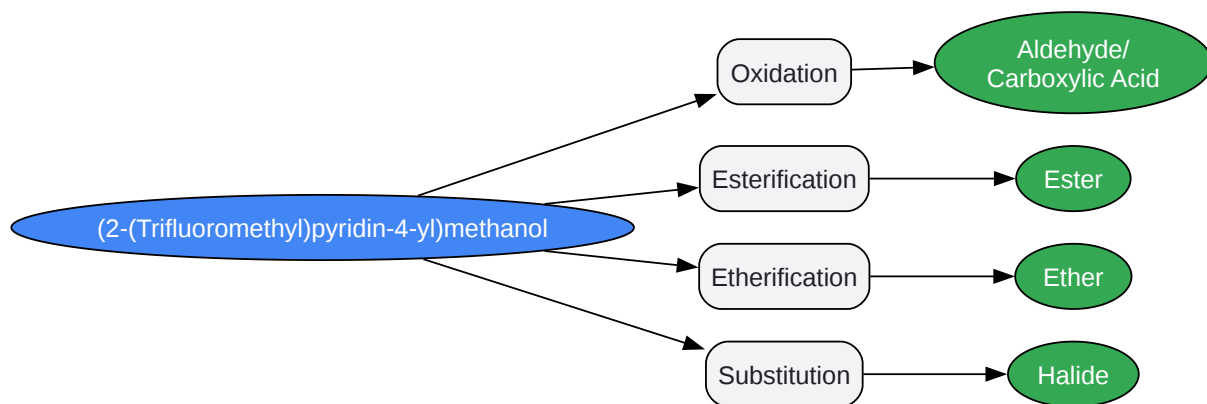 Oxidation
Aldehyde/
Carboxylic Acid
Esterification
Ester
(2-(Trifluoromethyl)pyridin-4-yl)methanol
Etherification
Ether
Substitution
Halide